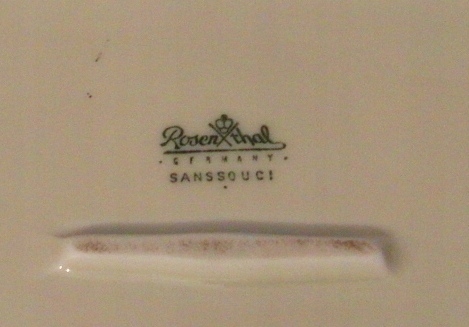 Rosenthal
· GERMANY ·
SANSSOUCI